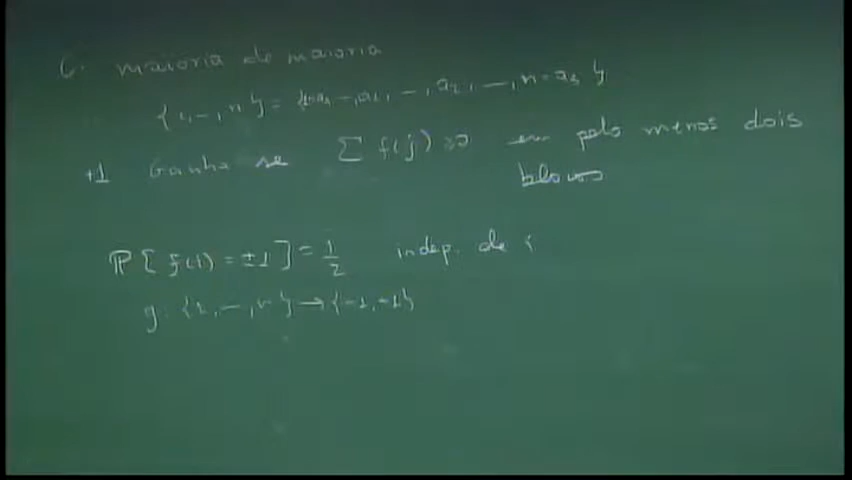 6. maioria de maioria
{1, –, n} = {1=a₀ –, a₁, –, a₂, –, n=a₃}
+1 Ganha se ∑ f(j) ≥ 0 em pelo menos dois
blocos
ℙ[f(i) = ±1] = 1/2 indep. de i
g: {1, –, n} → {-1, +1}